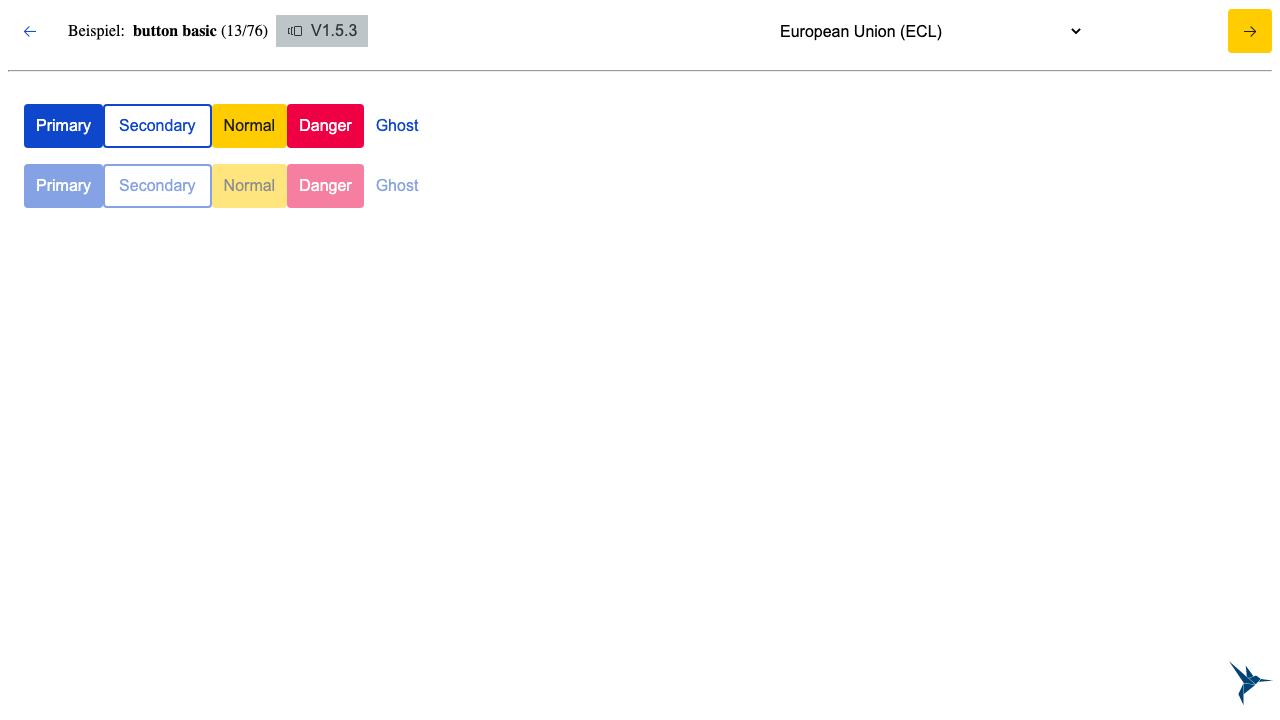 Beispiel: button basic (13/76) V1.5.3 European Union (ECL)
Primary Secondary Normal Danger Ghost
Primary Secondary Normal Danger Ghost